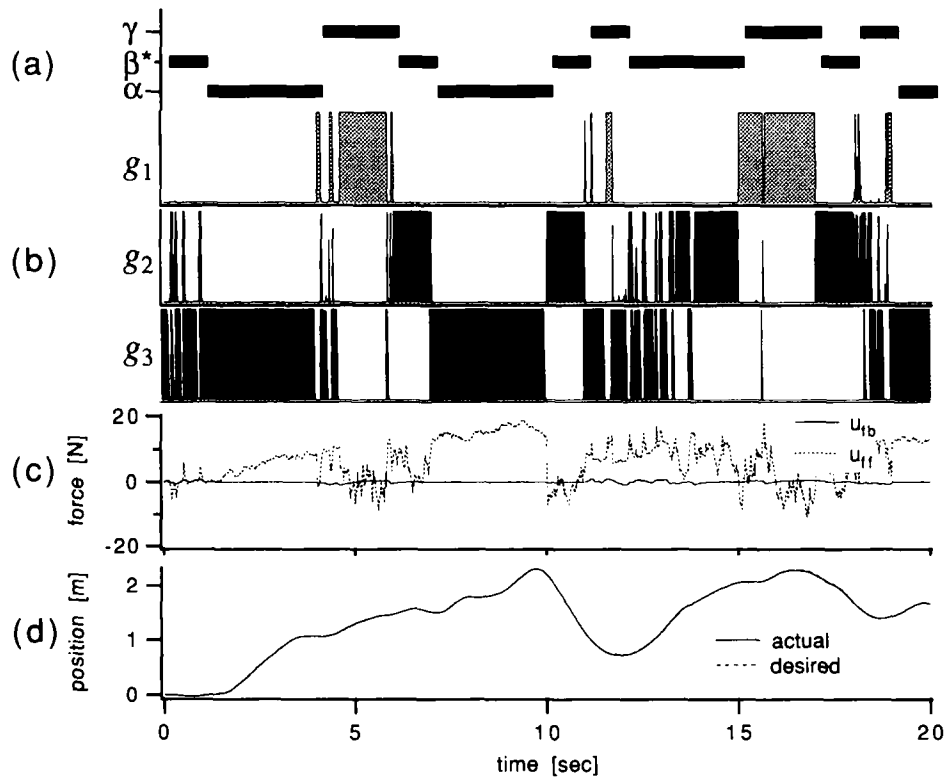 γ
(a) β*
α
g1
(b) g2
g3
20
(c) force [N] 0
-20
u_fb
u_ff
2
(d) position [m] 1
0
actual
desired
0 5 10 15 20
time [sec]